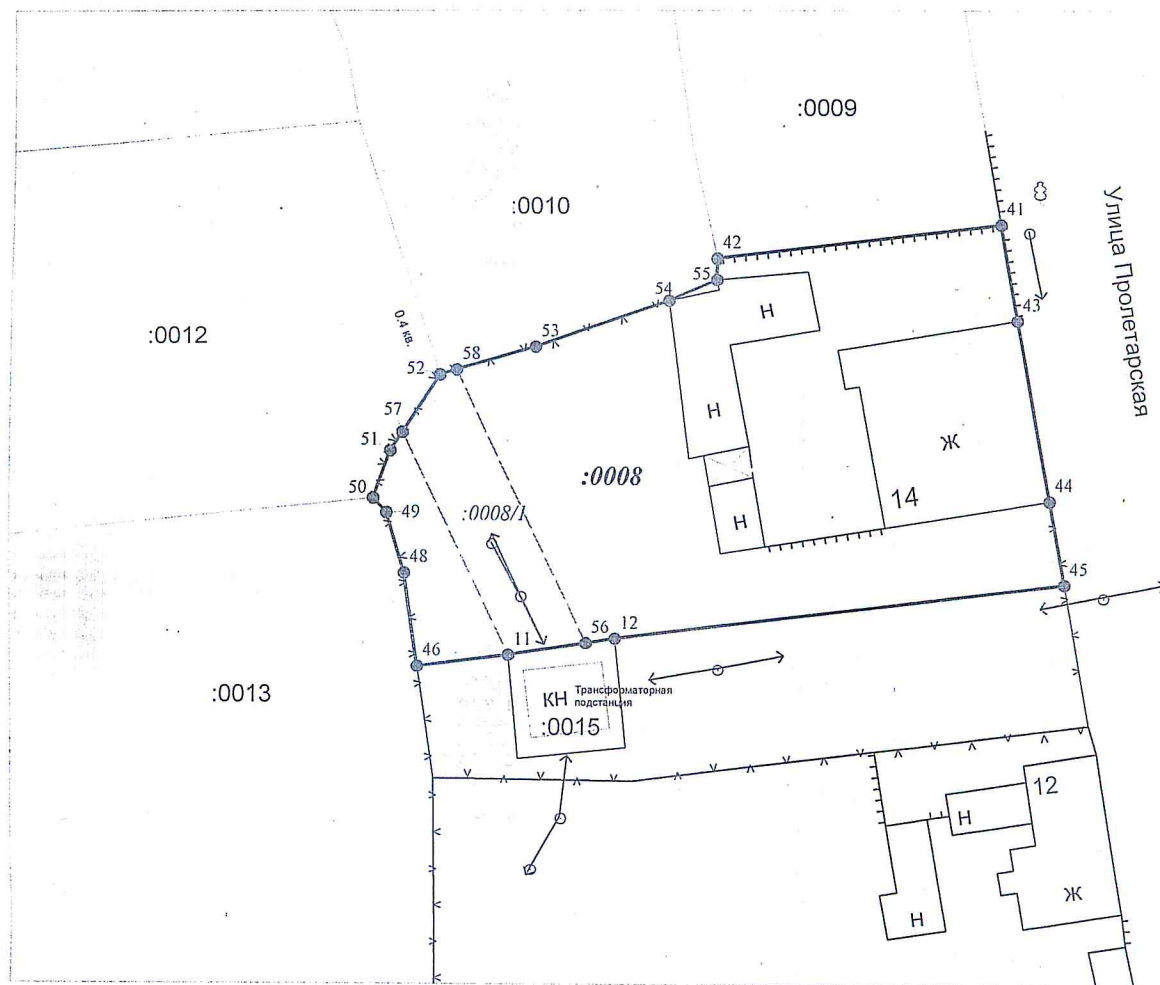 :0009
41
Улица Пролетарская
:0010
42
55
54
Н
43
:0012
0.4 кв.
53
58
52
57
51
Н
Ж
50
49
:0008
14
44
:0008/1
Н
48
45
11
56
12
46
:0013
КН
Трансформаторная
подстанция
:0015
12
Н
Н
Ж